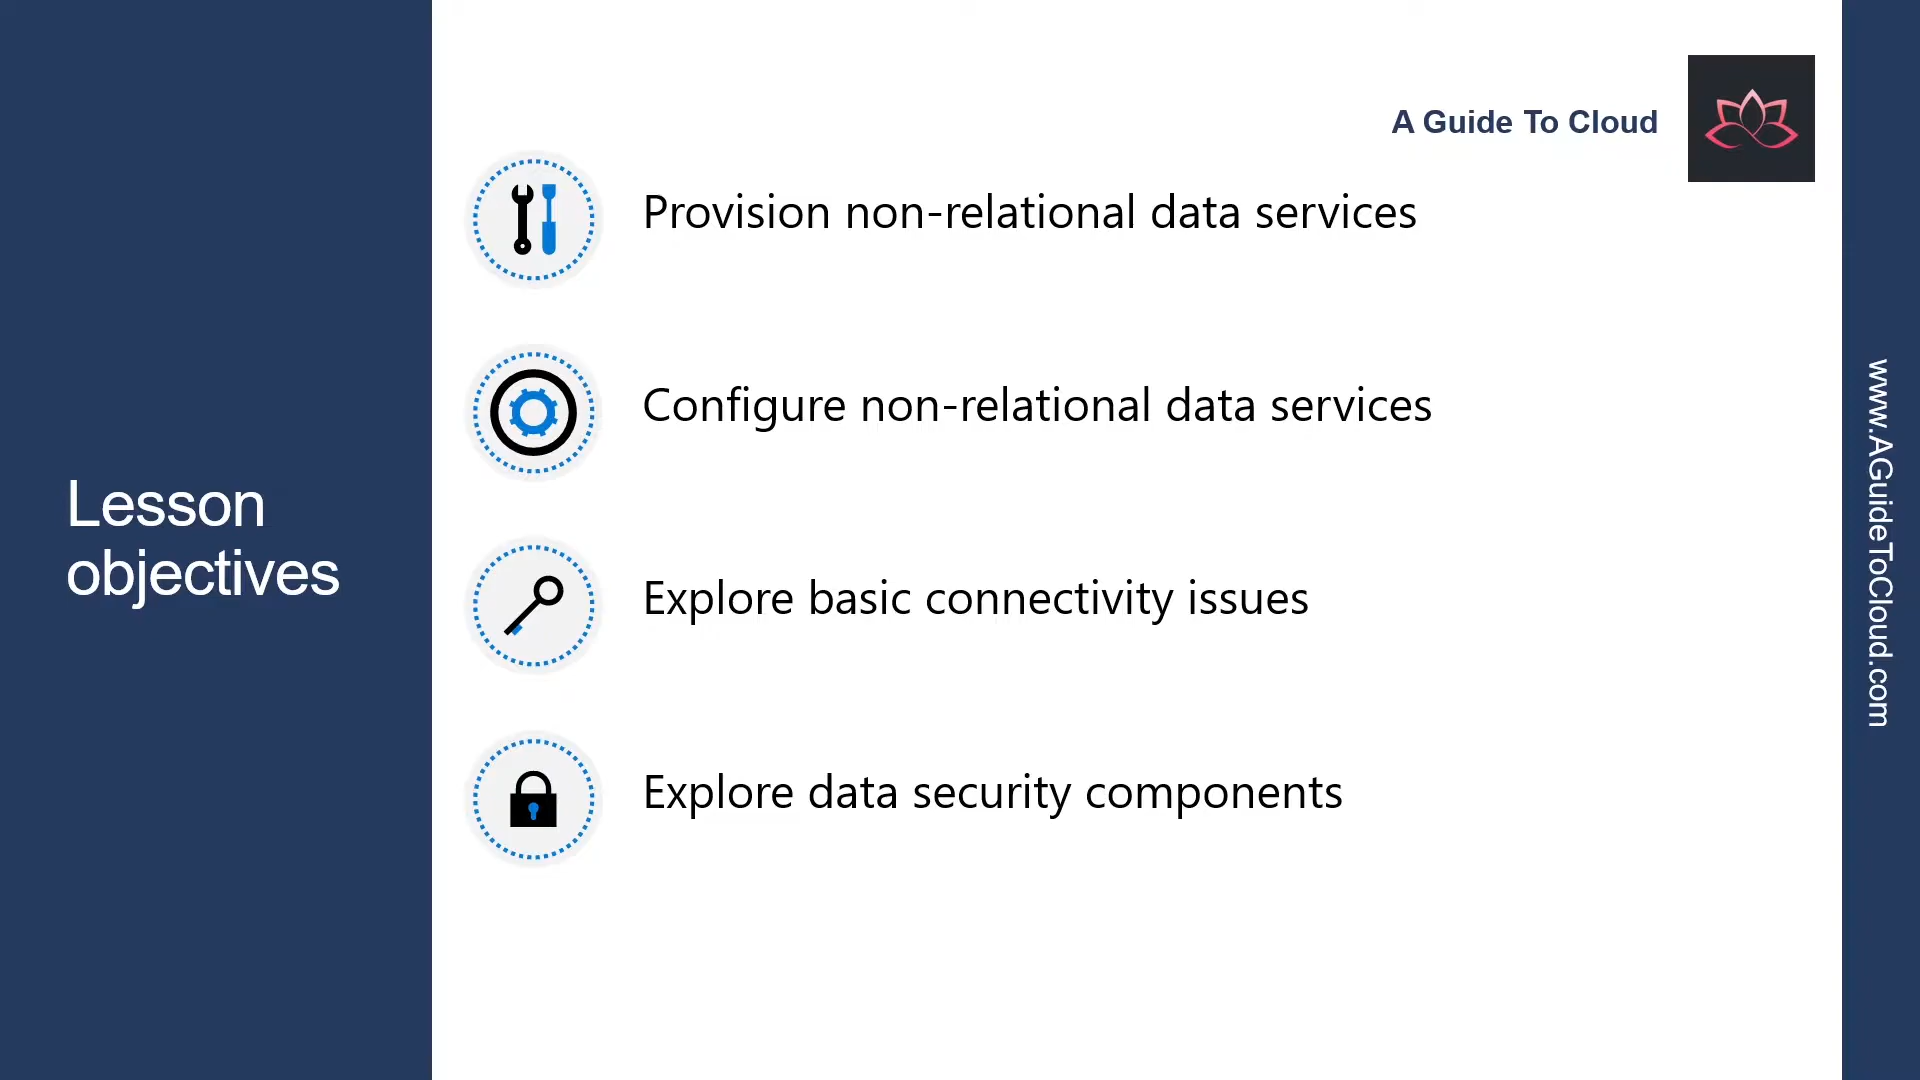 Lesson
objectives
A Guide To Cloud
Provision non-relational data services
Configure non-relational data services
Explore basic connectivity issues
Explore data security components
www.AGuideToCloud.com